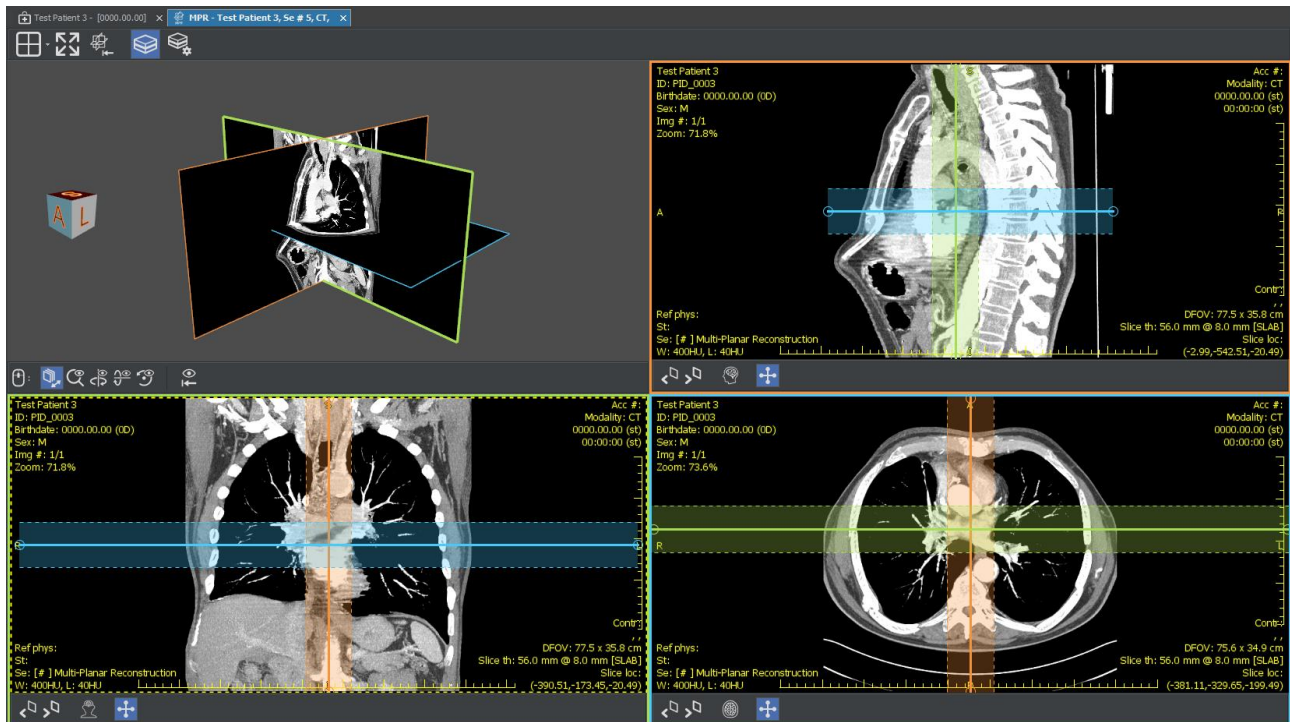 Test Patient 3 - [0000.00.00] x
MPR - Test Patient 3, Se # 5, CT, x
A L
Test Patient 3
ID: PID_0003
Birthdate: 0000.00.00 (0D)
Sex: M
Img #: 1/1
Zoom: 71.8%
S
Acc #:
Modality: CT
0000.00.00 (st)
00:00:00 (st)
A
Contr:
, ,
Ref phys:
St:
Se: [# ] Multi-Planar Reconstruction
W: 400HU, L: 40HU
DFOV: 77.5 x 35.8 cm
Slice th: 56.0 mm @ 8.0 mm [SLAB]
Slice loc:
(-2.99,-542.51,-20.49)
Test Patient 3
ID: PID_0003
Birthdate: 0000.00.00 (0D)
Sex: M
Img #: 1/1
Zoom: 71.8%
Acc #:
Modality: CT
0000.00.00 (st)
00:00:00 (st)
Contr:
, ,
Ref phys:
St:
Se: [# ] Multi-Planar Reconstruction
W: 400HU, L: 40HU
DFOV: 77.5 x 35.8 cm
Slice th: 56.0 mm @ 8.0 mm [SLAB]
Slice loc:
(-390.51,-173.45,-20.49)
Test Patient 3
ID: PID_0003
Birthdate: 0000.00.00 (0D)
Sex: M
Img #: 1/1
Zoom: 73.6%
A
Acc #:
Modality: CT
0000.00.00 (st)
00:00:00 (st)
R
L
Contr:
, ,
Ref phys:
St:
Se: [# ] Multi-Planar Reconstruction
W: 400HU, L: 40HU
DFOV: 75.6 x 34.9 cm
Slice th: 56.0 mm @ 8.0 mm [SLAB]
Slice loc:
(-381.11,-329.65,-199.49)